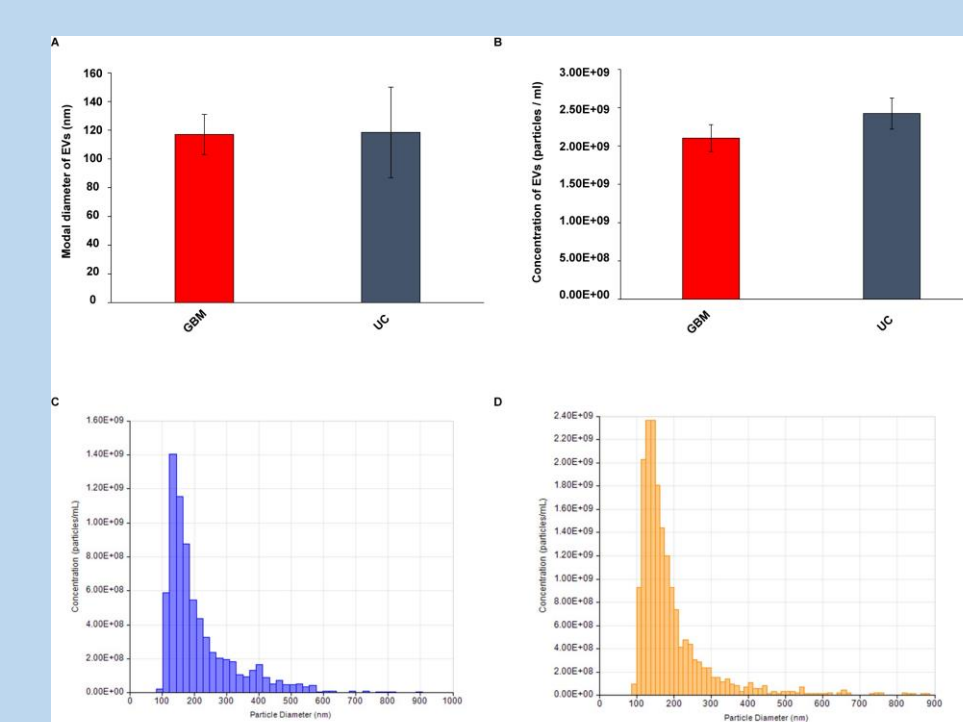 A
Modal diameter of EVs (nm)
160
140
120
100
80
60
40
20
0
GBM
UC
B
Concentration of EVs (particles / ml)
3.00E+09
2.50E+09
2.00E+09
1.50E+09
1.00E+09
5.00E+08
0.00E+00
GBM
UC
C
Concentration (particles/mL)
1.60E+09
1.40E+09
1.20E+09
1.00E+09
8.00E+08
6.00E+08
4.00E+08
2.00E+08
0.00E+00
0 100 200 300 400 500 600 700 800 900 1000
Particle Diameter (nm)
D
Concentration (particles/mL)
2.40E+09
2.20E+09
2.00E+09
1.80E+09
1.60E+09
1.40E+09
1.20E+09
1.00E+09
8.00E+08
6.00E+08
4.00E+08
2.00E+08
0.00E+00
0 100 200 300 400 500 600 700 800 900
Particle Diameter (nm)